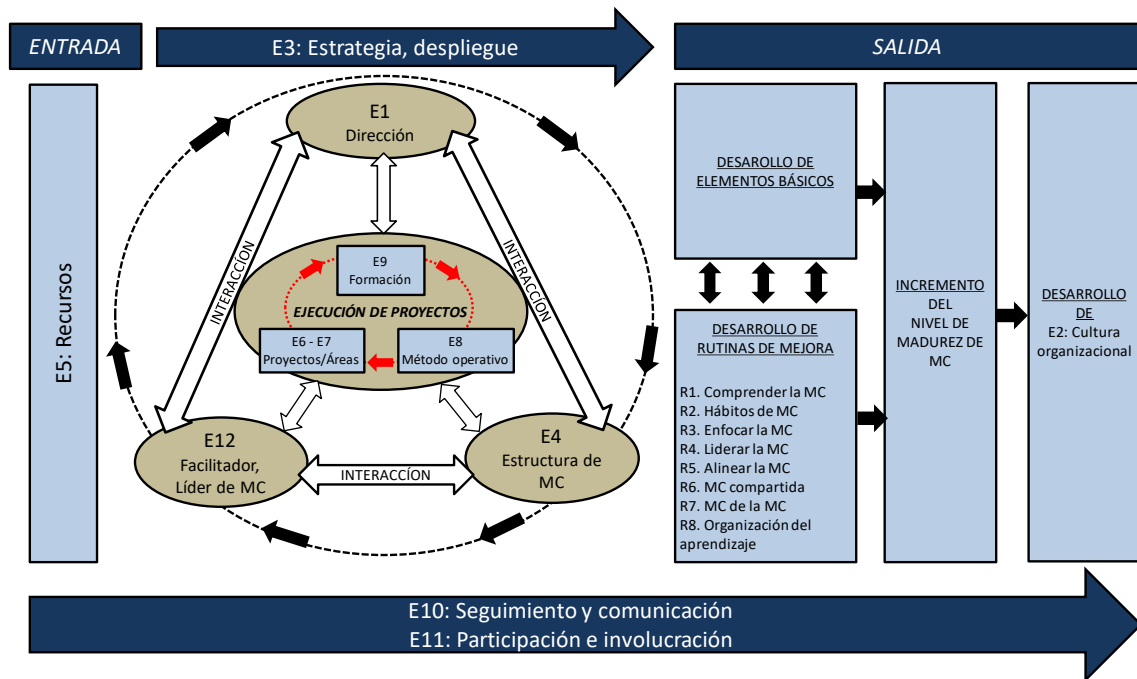 ENTRADA
E3: Estrategia, despliegue
SALIDA
E5: Recursos
E1
Dirección
INTERACCÍON
INTERACCÍON
E9
Formación
EJECUCIÓN DE PROYECTOS
E6 - E7
Proyectos/Áreas
E8
Método operativo
E12
Facilitador,
Líder de MC
INTERACCÍON
E4
Estructura de
MC
DESAROLLO DE
ELEMENTOS BÁSICOS
DESARROLLO DE
RUTINAS DE MEJORA
R1. Comprender la MC
R2. Hábitos de MC
R3. Enfocar la MC
R4. Liderar la MC
R5. Alinear la MC
R6. MC compartida
R7. MC de la MC
R8. Organización del
aprendizaje
INCREMENTO
DEL
NIVEL DE
MADUREZ DE
MC
DESARROLLO
DE
E2: Cultura
organizacional
E10: Seguimiento y comunicación
E11: Participación e involucración